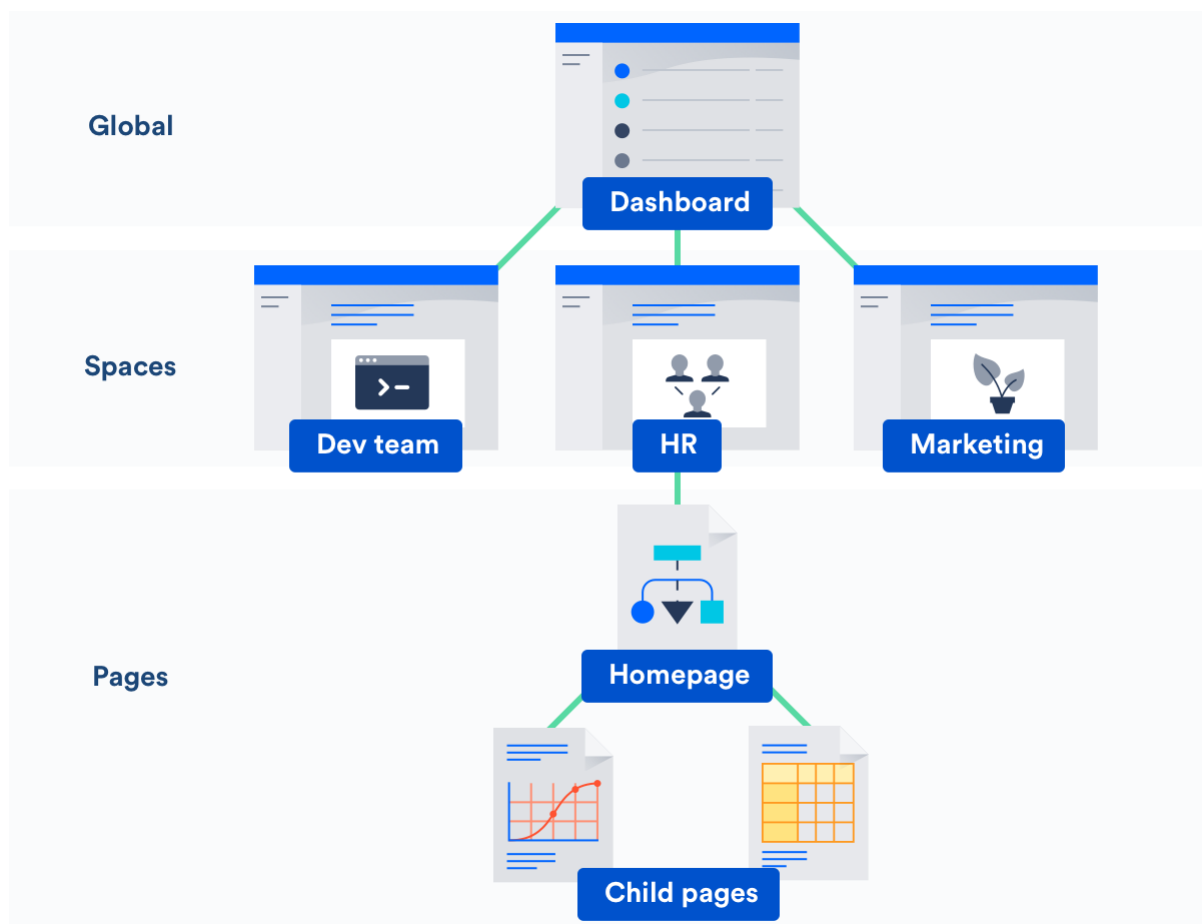 Global
Dashboard
Spaces
Dev team
HR
Marketing
Pages
Homepage
Child pages